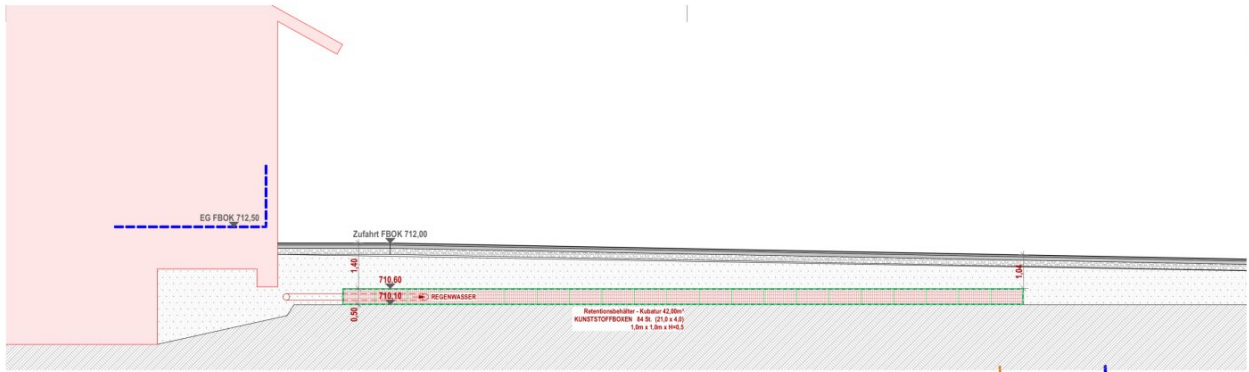 EG FBOK 712,50
Zufahrt FBOK 712,00
1,40
1,04
710,60
710,10
REGENWASSER
0,50
Retentionsbehälter - Kubatur 42,00m³
KUNSTSTOFFBOXEN 84 St. (21,0 x 4,0)
1,0m x 1,0m x H=0,5